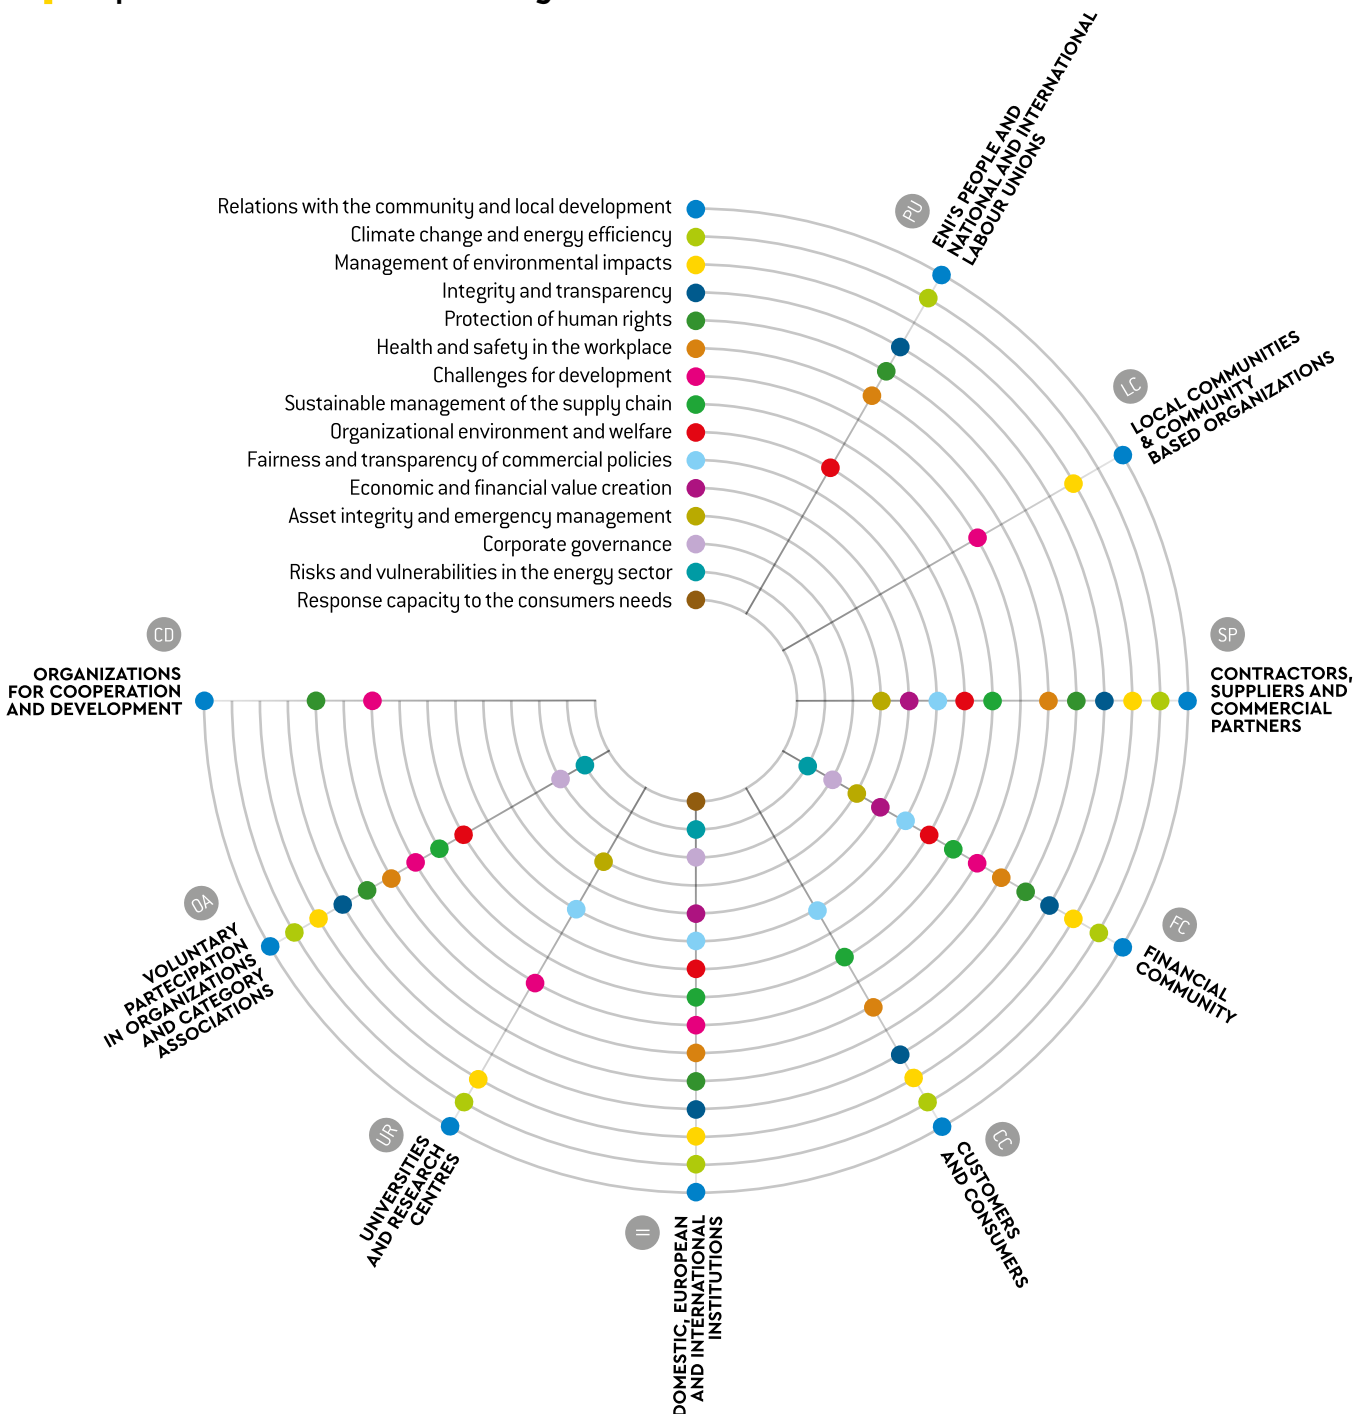 Relations with the community and local development
Climate change and energy efficiency
Management of environmental impacts
Integrity and transparency
Protection of human rights
Health and safety in the workplace
Challenges for development
Sustainable management of the supply chain
Organizational environment and welfare
Fairness and transparency of commercial policies
Economic and financial value creation
Asset integrity and emergency management
Corporate governance
Risks and vulnerabilities in the energy sector
Response capacity to the consumers needs
PU
ENI'S PEOPLE AND
NATIONAL AND INTERNATIONAL
LABOUR UNIONS
LC
LOCAL COMMUNITIES
& COMMUNITY
BASED ORGANIZATIONS
SP
CONTRACTORS,
SUPPLIERS AND
COMMERCIAL
PARTNERS
FC
FINANCIAL
COMMUNITY
CC
CUSTOMERS
AND CONSUMERS
II
DOMESTIC, EUROPEAN
AND INTERNATIONAL
INSTITUTIONS
UR
UNIVERSITIES
AND RESEARCH
CENTRES
OA
VOLUNTARY
PARTECIPATION
IN ORGANIZATIONS
AND CATEGORY
ASSOCIATIONS
CD
ORGANIZATIONS
FOR COOPERATION
AND DEVELOPMENT